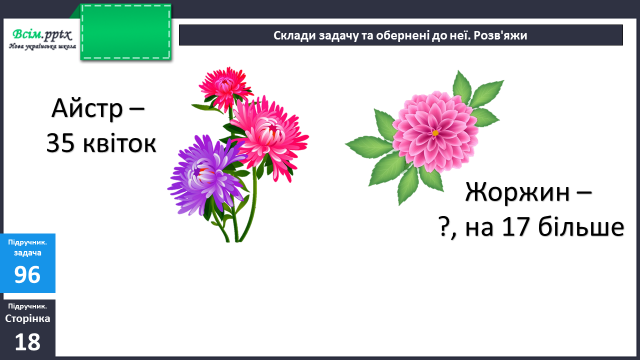 Всім.pptx
Нова українська школа
Склади задачу та обернені до неї. Розв'яжи
Айстр –
35 квіток
Жоржин –
?, на 17 більше
Підручник.
задача
96
Підручник.
Сторінка
18